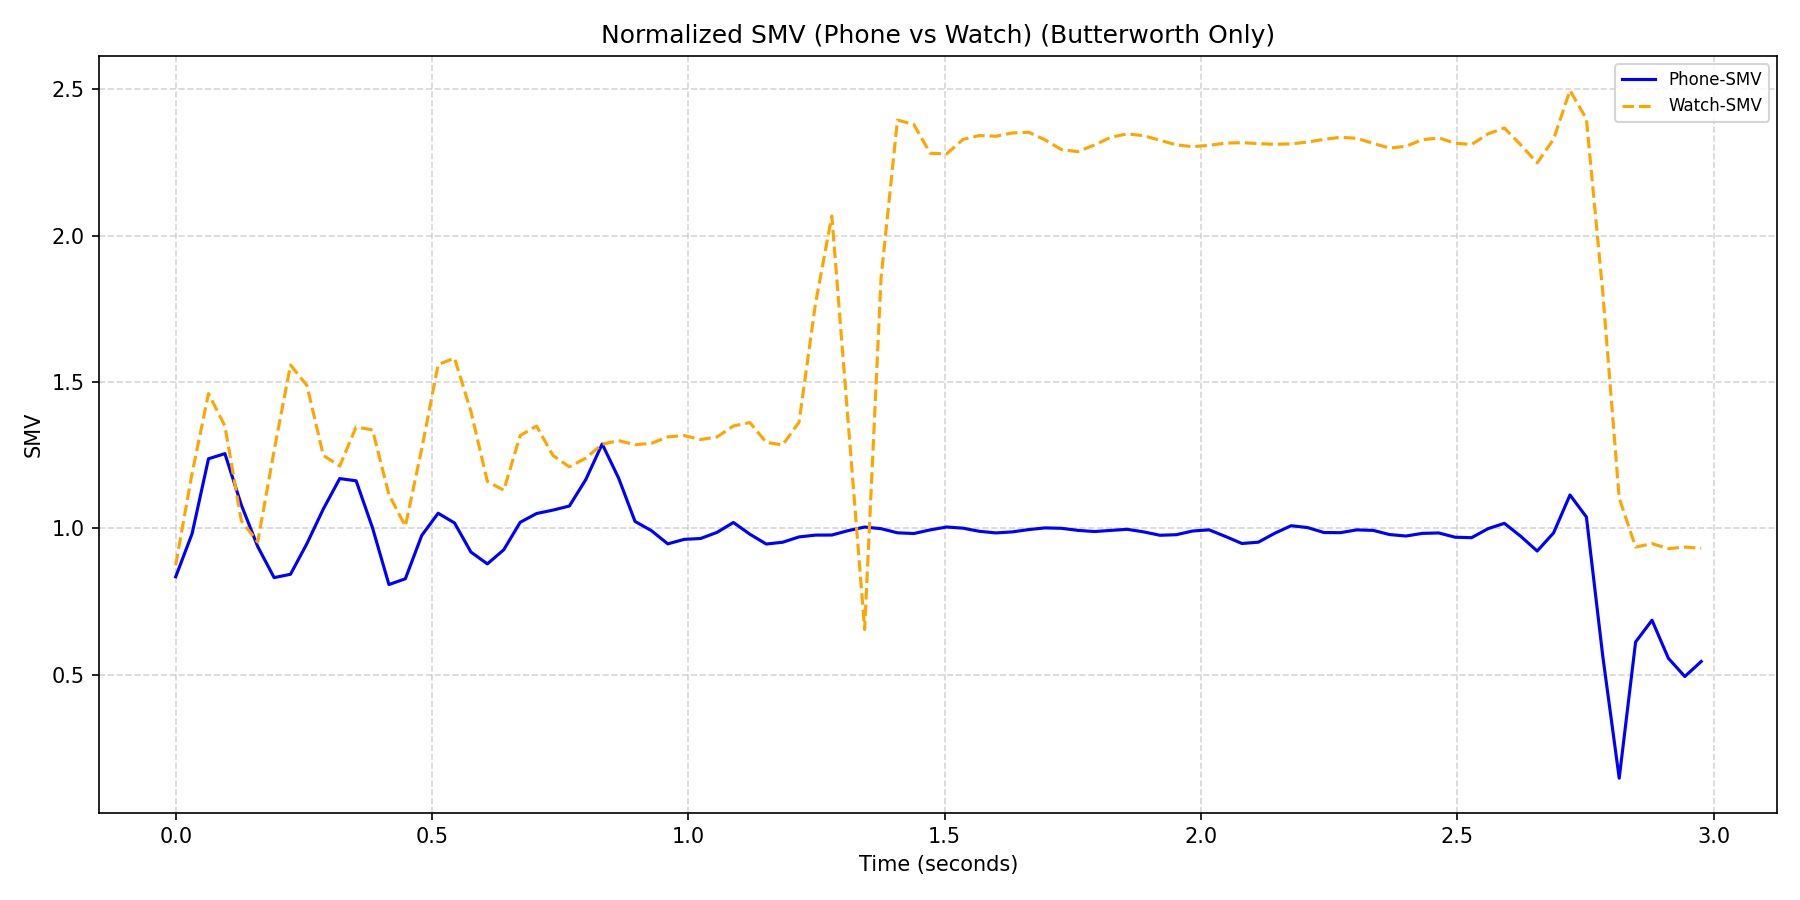 Normalized SMV (Phone vs Watch) (Butterworth Only)
Phone-SMV
Watch-SMV
SMV
2.5
2.0
1.5
1.0
0.5
0.0 0.5 1.0 1.5 2.0 2.5 3.0
Time (seconds)